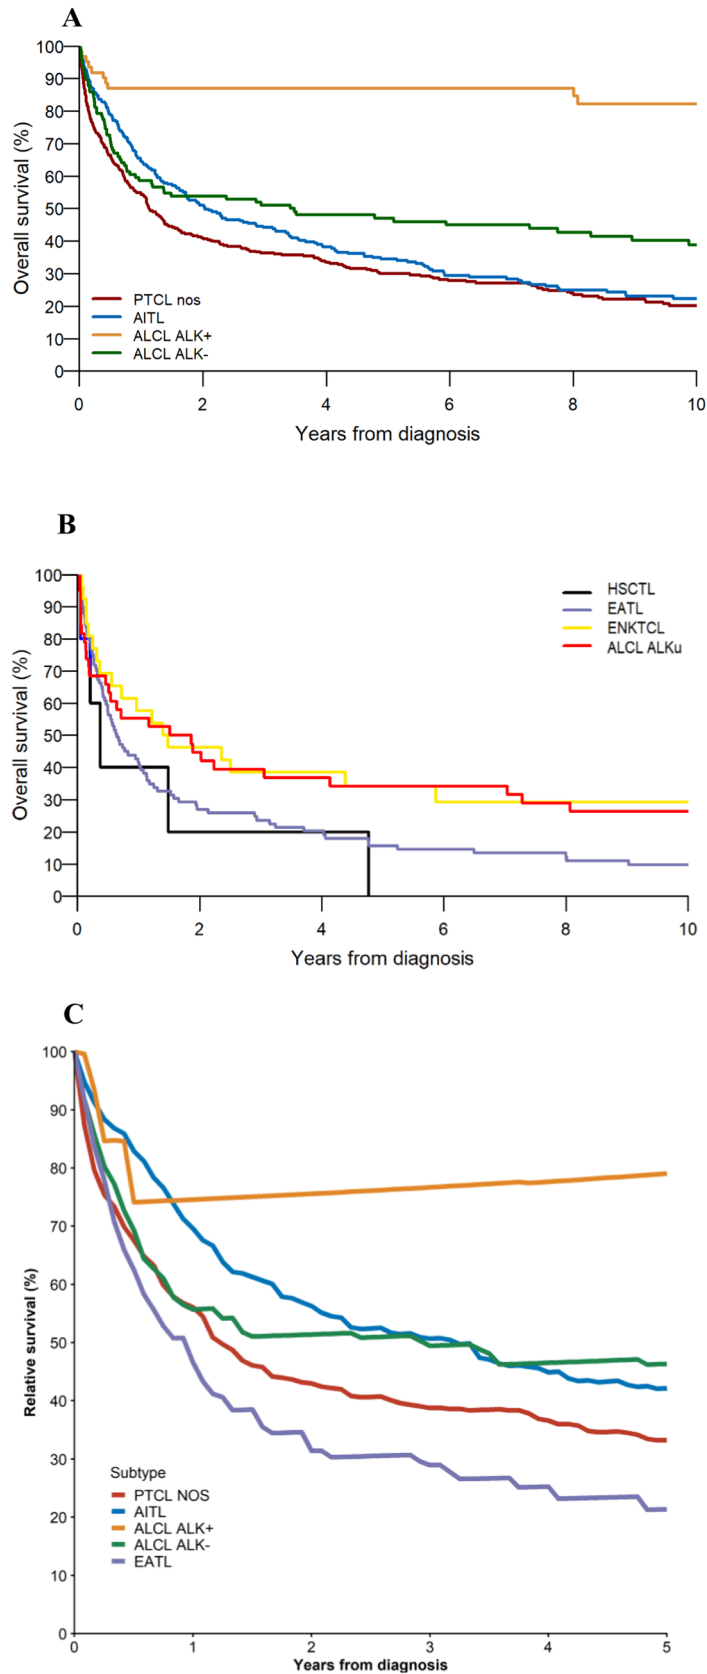 A
Overall survival (%)
100
90
80
70
60
50
40
30
20
10
0
PTCL nos
AITL
ALCL ALK+
ALCL ALK-
0 2 4 6 8 10
Years from diagnosis
B
Overall survival (%)
100
90
80
70
60
50
40
30
20
10
0
HSCTL
EATL
ENKTCL
ALCL ALKu
0 2 4 6 8 10
Years from diagnosis
C
Relative survival (%)
100
90
80
70
60
50
40
30
20
10
0
Subtype
PTCL NOS
AITL
ALCL ALK+
ALCL ALK-
EATL
0 1 2 3 4 5
Years from diagnosis